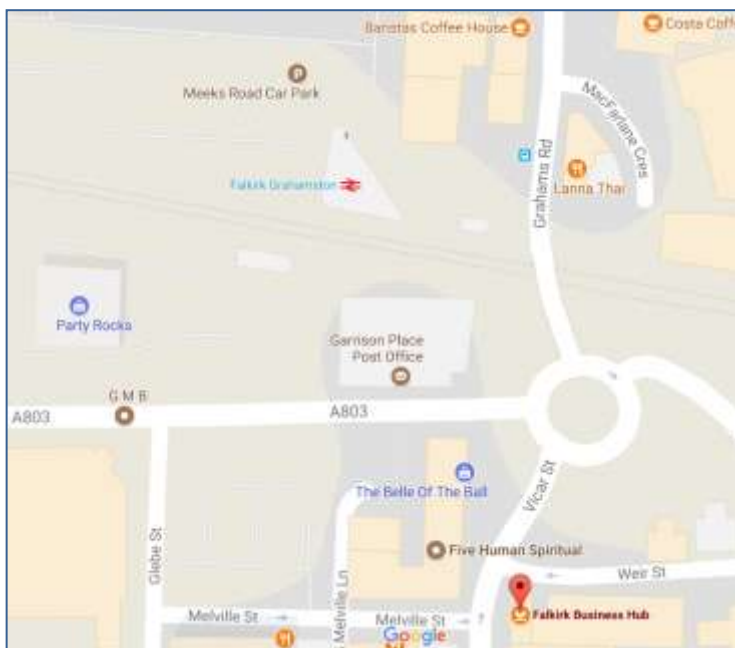 Baristas Coffee House
Costa Coff
Meeks Road Car Park
MacFarlane Cres
Grahams Rd
Falkirk Grahamston
Lanna Thai
Party Rocka
Garrison Place
Post Office
G M B
A803
A803
The Belle Of The Ball
Vicar St
Glebe St
Five Human Spiritual
Weir St
Melville Ln
Melville St
Melville St
Falkirk Business Hub
Google